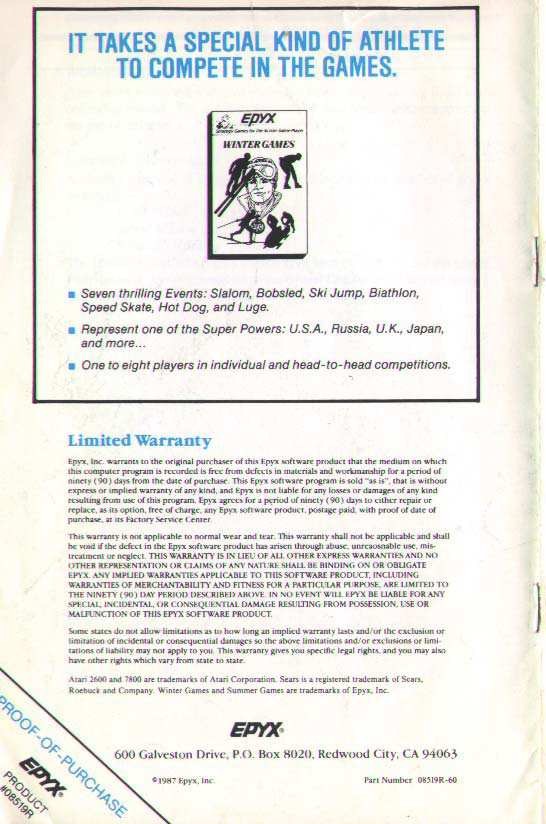 IT TAKES A SPECIAL KIND OF ATHLETE
TO COMPETE IN THE GAMES.
EPYX
Strategy Games for the Action-Game Player
WINTER GAMES
Seven thrilling Events: Slalom, Bobsled, Ski Jump, Biathlon,
Speed Skate, Hot Dog, and Luge.
Represent one of the Super Powers: U.S.A., Russia, U.K., Japan,
and more...
One to eight players in individual and head-to-head competitions.
Limited Warranty
Epyx, Inc. warrants to the original purchaser of this Epyx software product that the medium on which
this computer program is recorded is free from defects in materials and workmanship for a period of
ninety (90) days from the date of purchase. This Epyx software program is sold "as is", that is without
express or implied warranty of any kind, and Epyx is not liable for any losses or damages of any kind
resulting from use of this program. Epyx agrees for a period of ninety (90) days to either repair or
replace, as its option, free of charge, any Epyx software product, postage paid, with proof of date of
purchase, at its Factory Service Center.
This warranty is not applicable to normal wear and tear. This warranty shall not be applicable and shall
be void if the defect in the Epyx software product has arisen through abuse, unreasonable use, mis-
treatment or neglect. THIS WARRANTY IS IN LIEU OF ALL OTHER EXPRESS WARRANTIES AND NO
OTHER REPRESENTATION OR CLAIMS OF ANY NATURE SHALL BE BINDING ON OR OBLIGATE
EPYX. ANY IMPLIED WARRANTIES APPLICABLE TO THIS SOFTWARE PRODUCT, INCLUDING
WARRANTIES OF MERCHANTABILITY AND FITNESS FOR A PARTICULAR PURPOSE, ARE LIMITED TO
THE NINETY (90) DAY PERIOD DESCRIBED ABOVE. IN NO EVENT WILL EPYX BE LIABLE FOR ANY
SPECIAL, INCIDENTAL, OR CONSEQUENTIAL DAMAGE RESULTING FROM POSSESSION, USE OR
MALFUNCTION OF THIS EPYX SOFTWARE PRODUCT.
Some states do not allow limitations as to how long an implied warranty lasts and/or the exclusion or
limitation of incidental or consequential damages so the above limitations and/or exclusions or limi-
tations of liability may not apply to you. This warranty gives you specific legal rights, and you may also
have other rights which vary from state to state.
Atari 2600 and 7800 are trademarks of Atari Corporation. Sears is a registered trademark of Sears,
Roebuck and Company. Winter Games and Summer Games are trademarks of Epyx, Inc.
EPYX®
600 Galveston Drive, P.O. Box 8020, Redwood City, CA 94063
©1987 Epyx, Inc. Part Number 08519R-60
PROOF-OF-PURCHASE
EPYX®
PRODUCT
#08519R